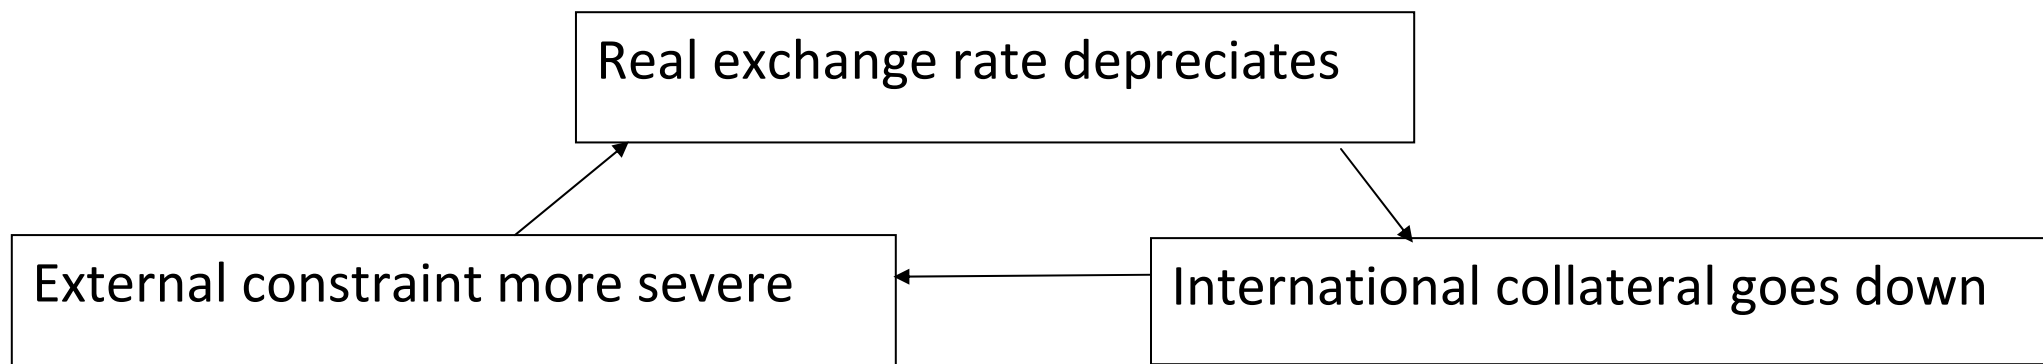 Real exchange rate depreciates
External constraint more severe
International collateral goes down